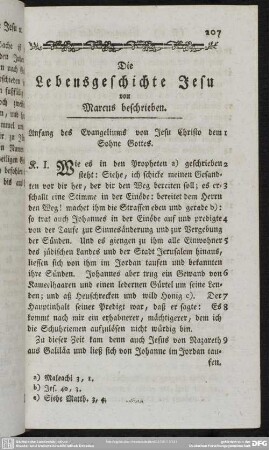 207
Die
Lebensgeschichte Jesu
von
Marcus beschrieben.
Anfang des Evangeliums von Jesu Christo dem 1
Sohne Gottes.
K. I. Wie es in den Propheten a) geschrieben 2
steht: Siehe, ich schicke meinen Gesand-
ten vor dir her, der dir den Weg bereiten soll; es er- 3
schallt eine Stimme in der Einöde: bereitet dem Herrn
den Weg! machet ihm die Strassen eben und gerade b):
so trat auch Johannes in der Einöde auf und predigte 4
von der Taufe zur Sinnesänderung und zur Vergebung
der Sünden. Und es giengen zu ihm alle Einwohner 5
des jüdischen Landes und der Stadt Jerusalem hinaus,
liessen sich von ihm im Jordan taufen und bekannten
ihre Sünden. Johannes aber trug ein Gewand von 6
Kameelhaaren und einen ledernen Gürtel um seine Len-
den; und aß Heuschrecken und wild Honig c). Der 7
Hauptinhalt seiner Predigt war, daß er sagte: Es 8
kommt nach mir ein erhabnerer, mächtigerer, dem ich
die Schuhriemen aufzulösen nicht würdig bin.
Zu dieser Zeit kam denn auch Jesus von Nazareth 9
aus Galiläa und ließ sich von Johanne im Jordan tau-
fen.
a) Maleachi 3, 1.
b) Jes. 40, 3.
c) Siehe Matth. 3, 4.